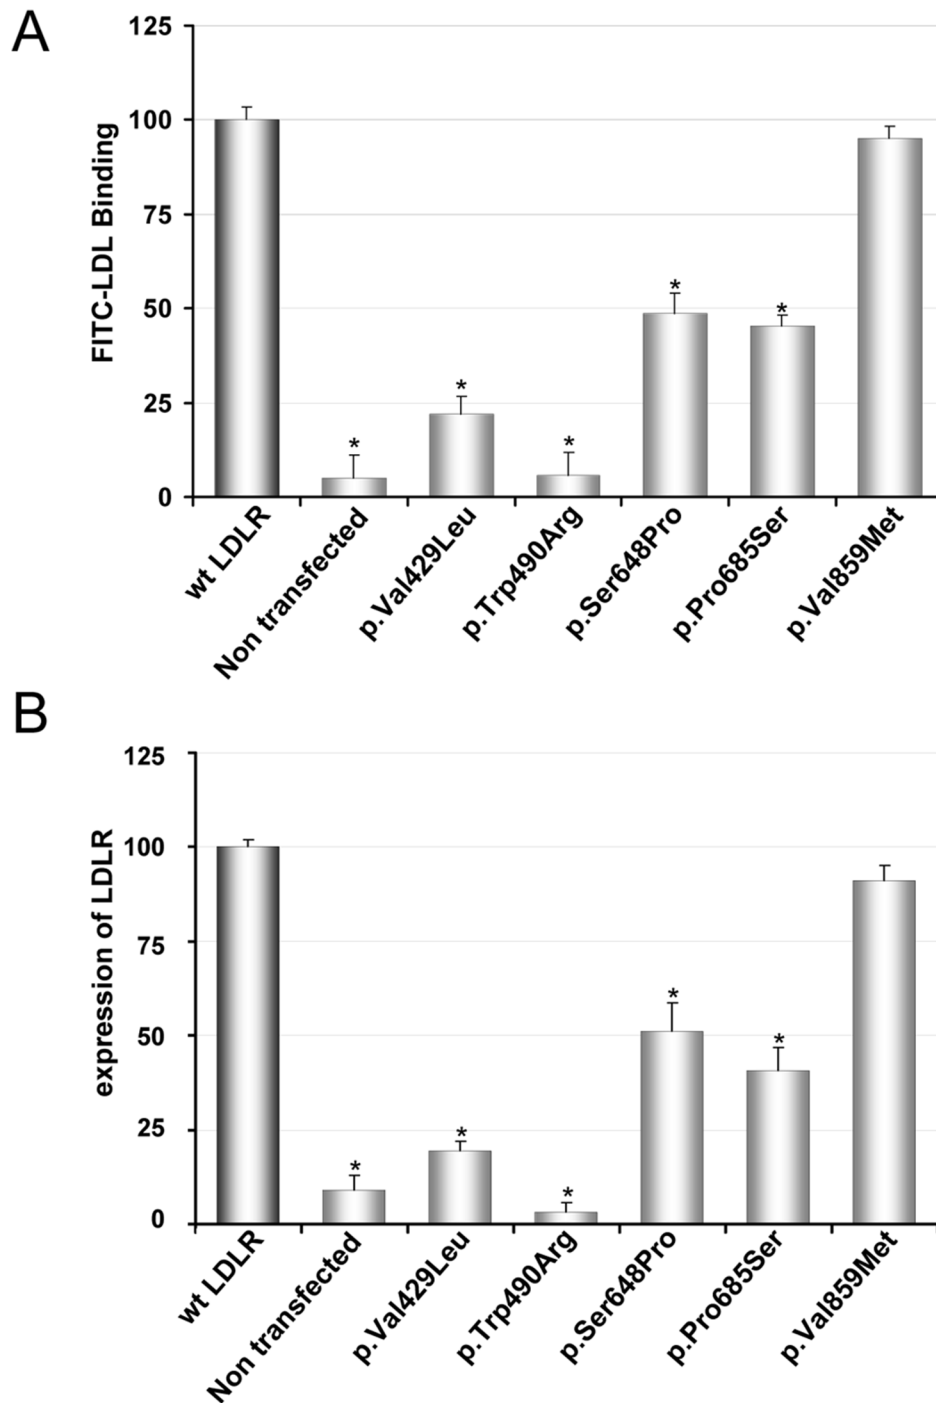 A
125
100
75
50
25
0
FITC-LDL Binding
*
*
*
*
*
wt LDLR
Non transfected
p.Val429Leu
p.Trp490Arg
p.Ser648Pro
p.Pro685Ser
p.Val859Met
B
125
100
75
50
25
0
expression of LDLR
*
*
*
*
*
wt LDLR
Non transfected
p.Val429Leu
p.Trp490Arg
p.Ser648Pro
p.Pro685Ser
p.Val859Met